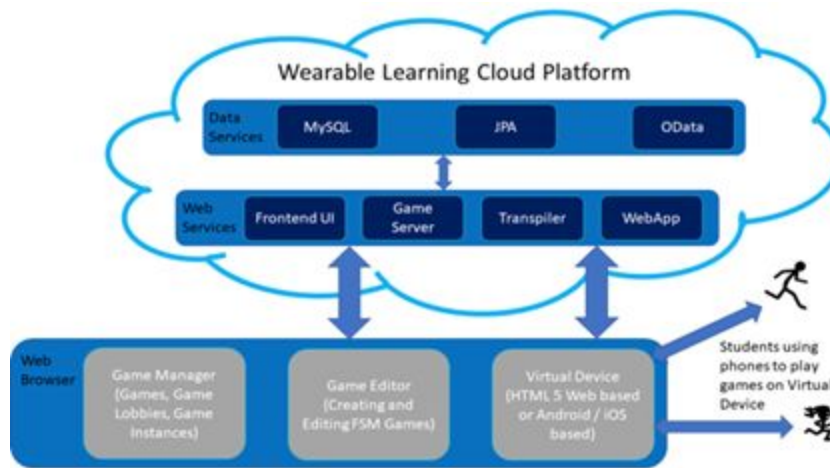 Wearable Learning Cloud Platform
Data
Services
MySQL
JPA
OData
Web
Services
Frontend UI
Game
Server
Transpiler
WebApp
Web
Browser
Game Manager
(Games, Game
Lobbies, Game
Instances)
Game Editor
(Creating and
Editing FSM Games)
Virtual Device
(HTML 5 Web based
or Android / iOS
based)
Students using
phones to play
games on Virtual
Device